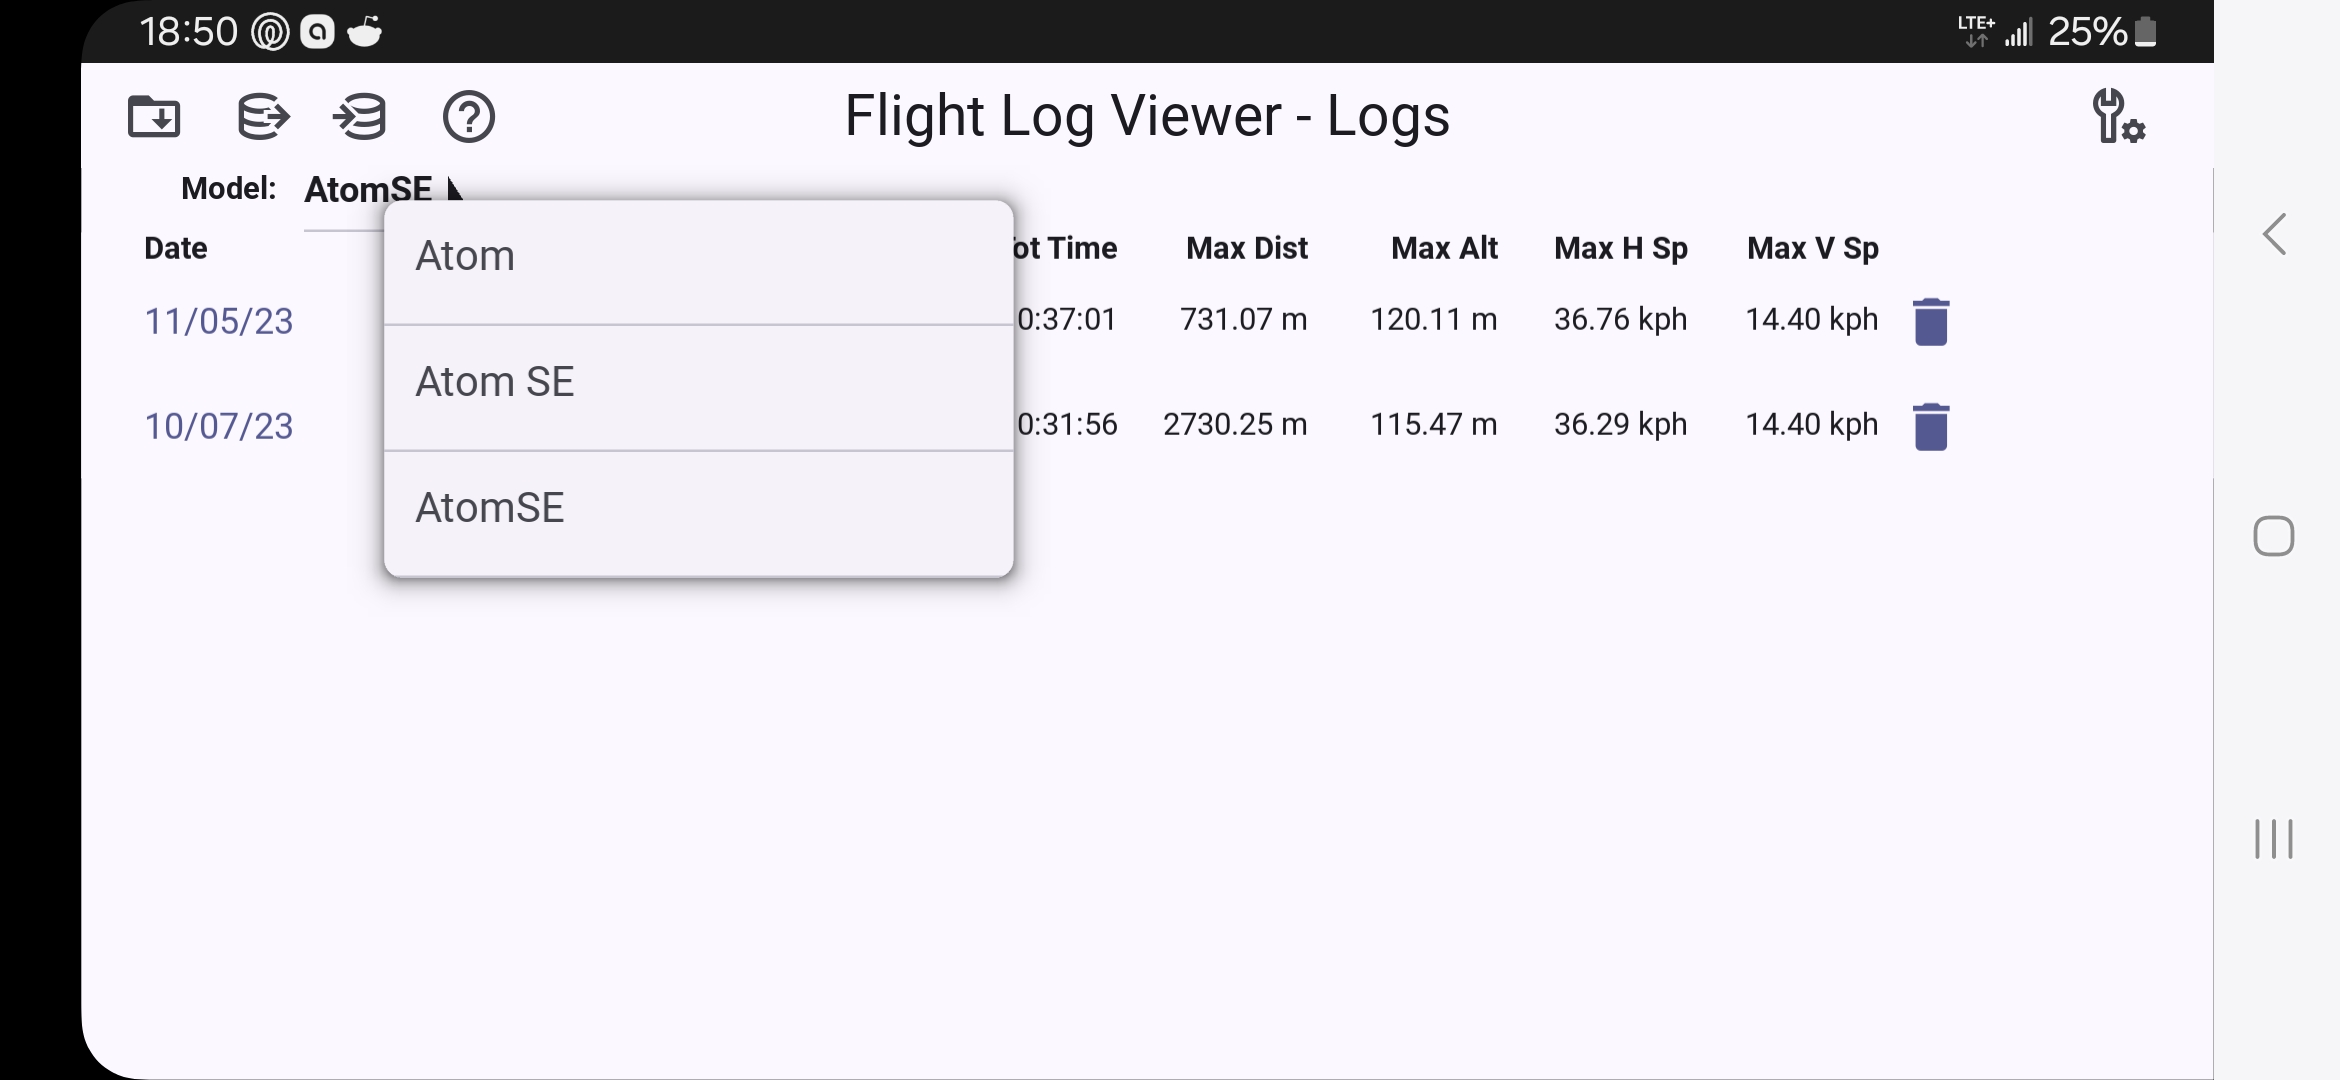 18:50 LTE+ 25%
Flight Log Viewer - Logs
Model: AtomSE
Date ot Time Max Dist Max Alt Max H Sp Max V Sp
Atom
11/05/23 0:37:01 731.07 m 120.11 m 36.76 kph 14.40 kph
Atom SE
10/07/23 0:31:56 2730.25 m 115.47 m 36.29 kph 14.40 kph
AtomSE